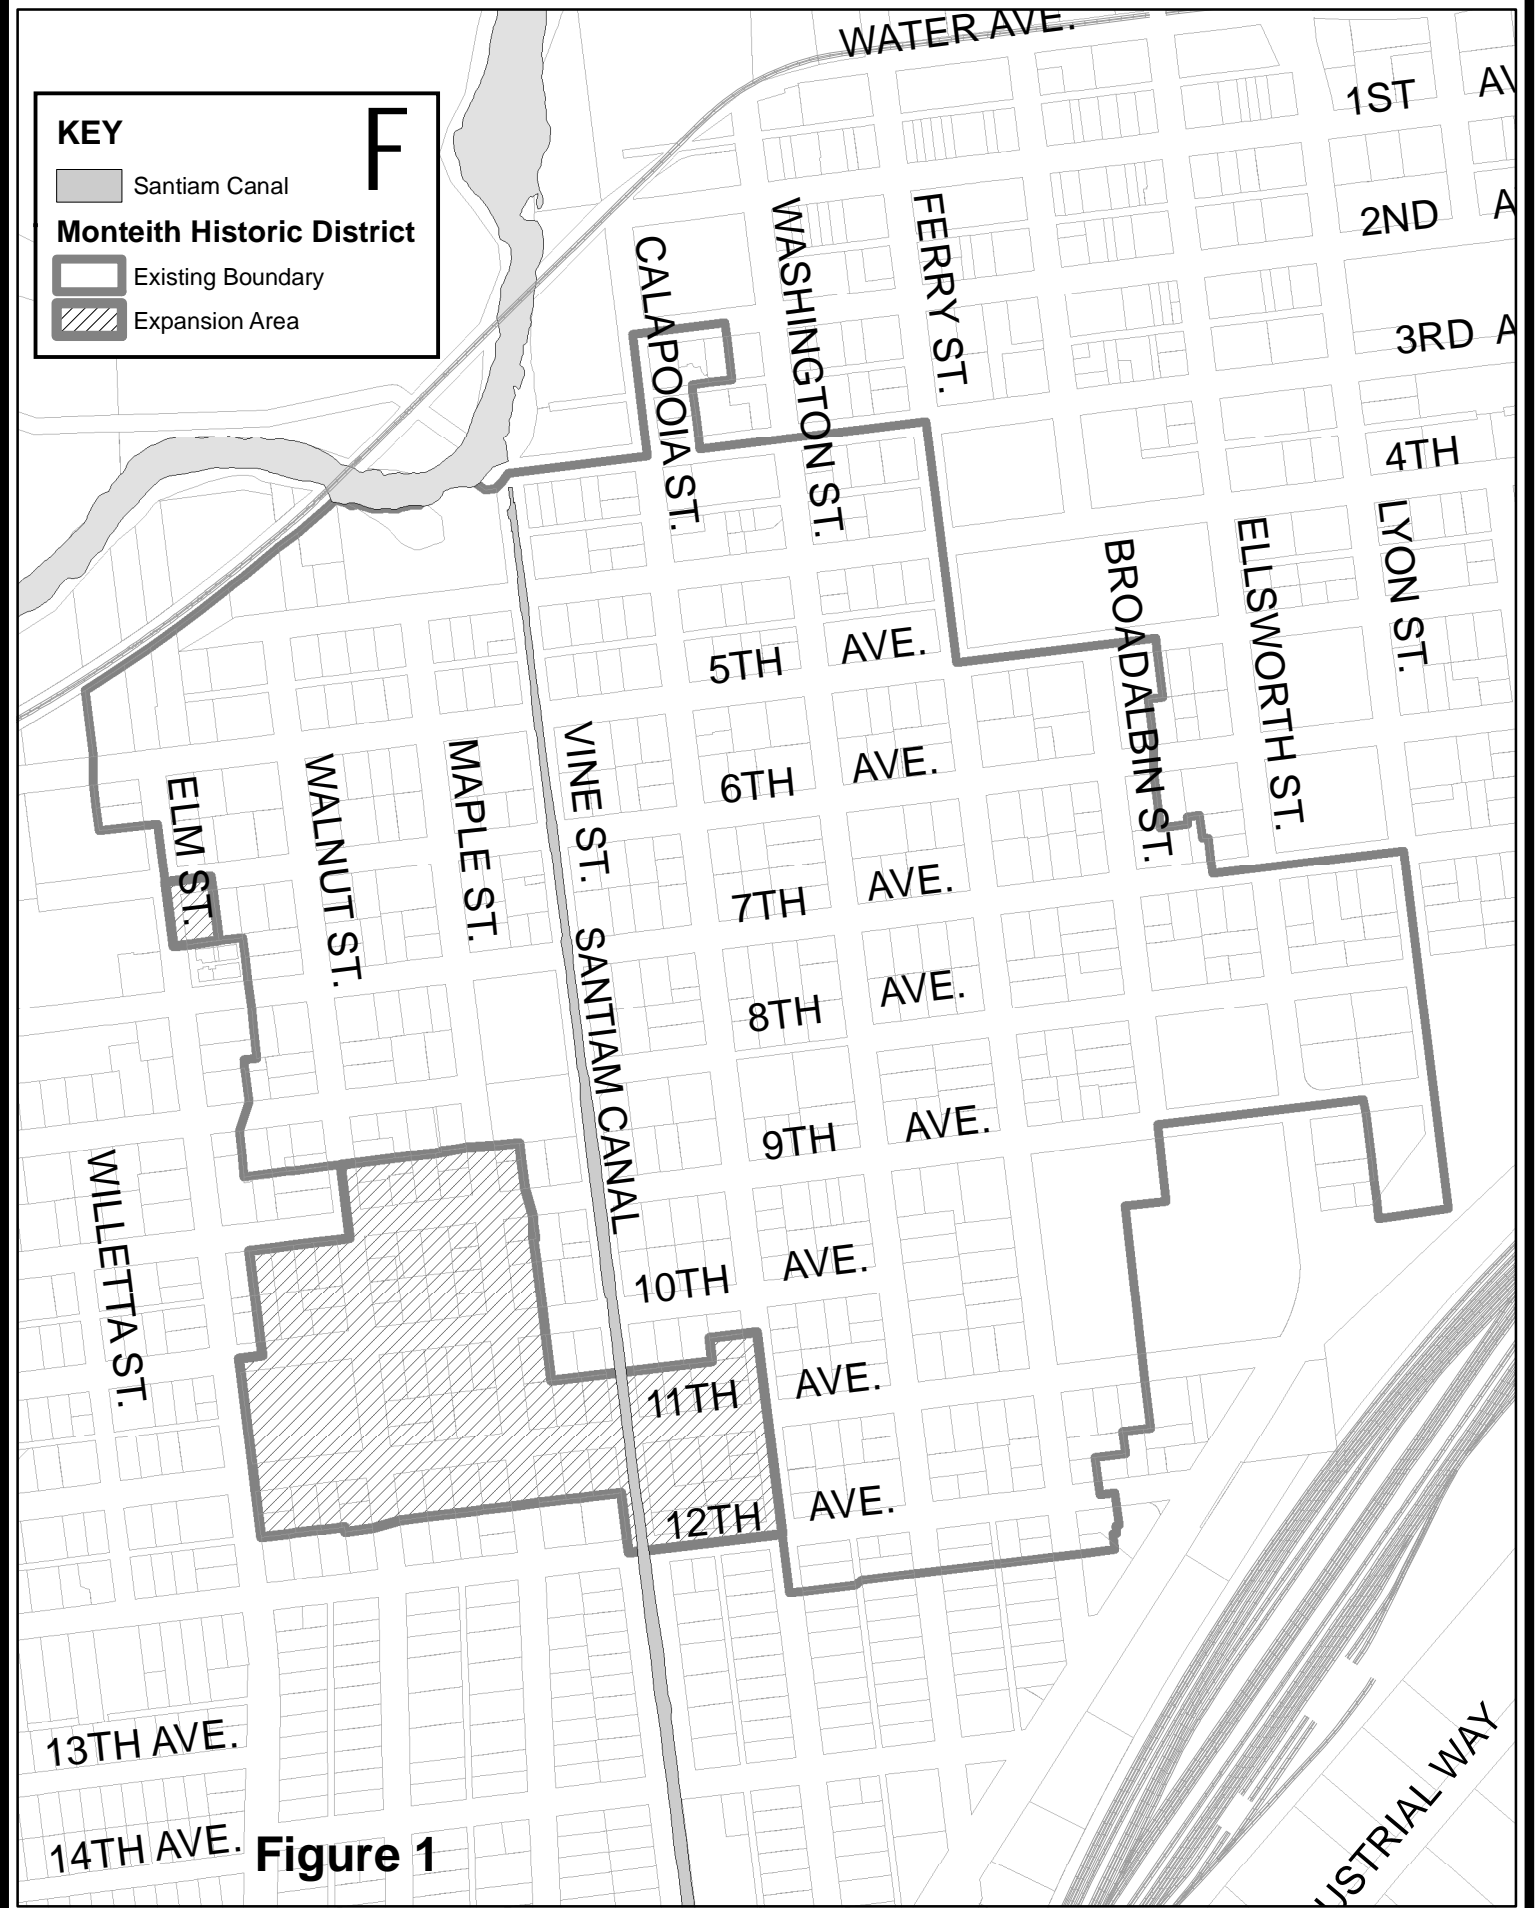 WATER AVE.
KEY
F
Santiam Canal
Monteith Historic District
Existing Boundary
Expansion Area
1ST
AV
2ND
A
3RD A
4TH
CALAPOOIA ST.
WASHINGTON ST.
FERRY ST.
BROADALBIN ST.
ELLSWORTH ST.
LYON ST.
5TH AVE.
6TH AVE.
7TH AVE.
8TH AVE.
9TH AVE.
10TH AVE.
11TH AVE.
12TH AVE.
ELM ST.
WALNUT ST.
MAPLE ST.
VINE ST.
SANTIAM CANAL
WILLETTA ST.
13TH AVE.
14TH AVE.
Figure 1
USTRIAL WAY